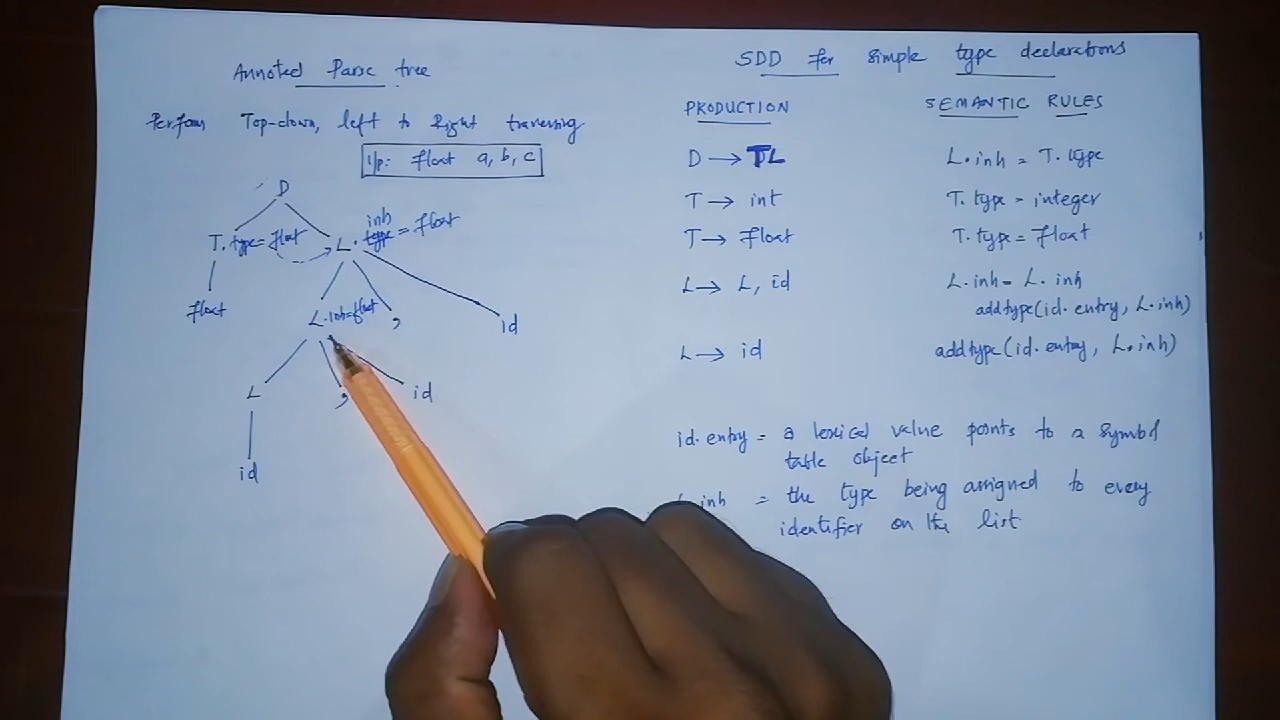 Annoted Parse tree
Perform Top-down, left to Right traversing
i/p: float a, b, c
D
T. type = float
L. inh = float
float
L.inh=float , id
L , id
id
SDD for simple type declarations
PRODUCTION SEMANTIC RULES
D → TL L.inh = T.type
T → int T.type = integer
T → float T.type = float
L → L, id L.inh = L.inh
addtype(id.entry, L.inh)
L → id addtype(id.entry, L.inh)
id.entry = a lexical value points to a symbol
table object
inh = the type being assigned to every
identifier on the list